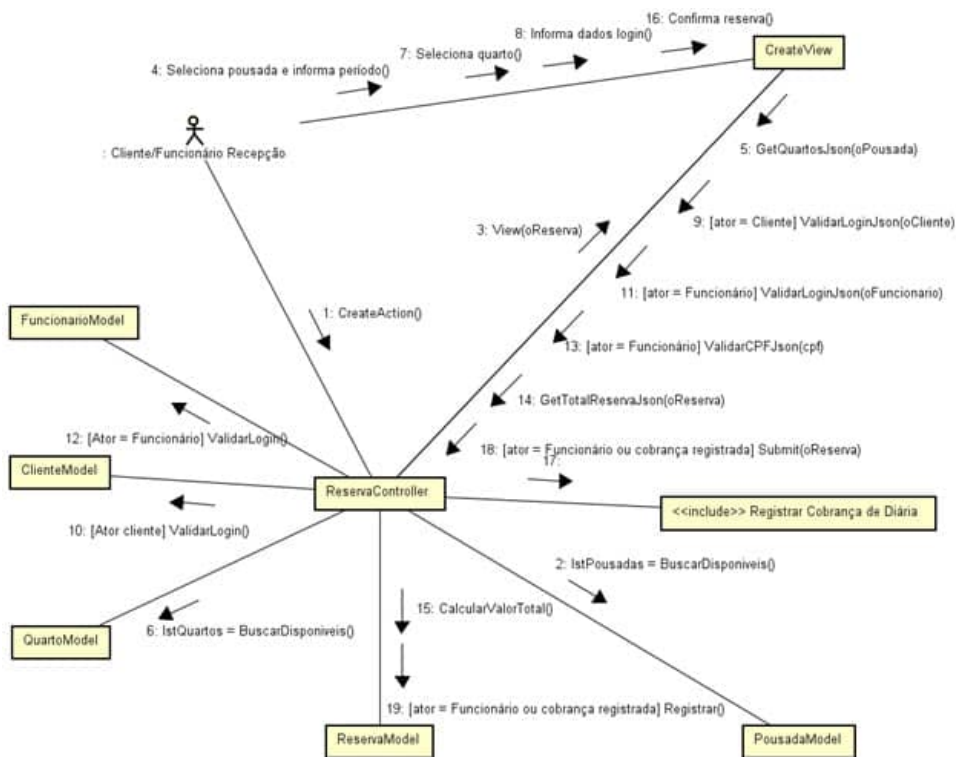 16: Confirma reserva()
8: Informa dados login()
CreateView
7: Seleciona quarto()
4: Seleciona pousada e informa período()
: Cliente/Funcionário Recepção
5: GetQuartosJson(oPousada)
9: [ator = Cliente] ValidarLoginJson(oCliente)
3: View(oReserva)
11: [ator = Funcionário] ValidarLoginJson(oFuncionario)
1: CreateAction()
FuncionarioModel
13: [ator = Funcionário] ValidarCPFJson(cpf)
14: GetTotalReservaJson(oReserva)
12: [Ator = Funcionário] ValidarLogin()
18: [ator = Funcionário ou cobrança registrada] Submit(oReserva)
17:
ClienteModel
ReservaController
<<include>> Registrar Cobrança de Diária
10: [Ator cliente] ValidarLogin()
2: lstPousadas = BuscarDisponiveis()
15: CalcularValorTotal()
6: lstQuartos = BuscarDisponiveis()
QuartoModel
19: [ator = Funcionário ou cobrança registrada] Registrar()
ReservaModel
PousadaModel